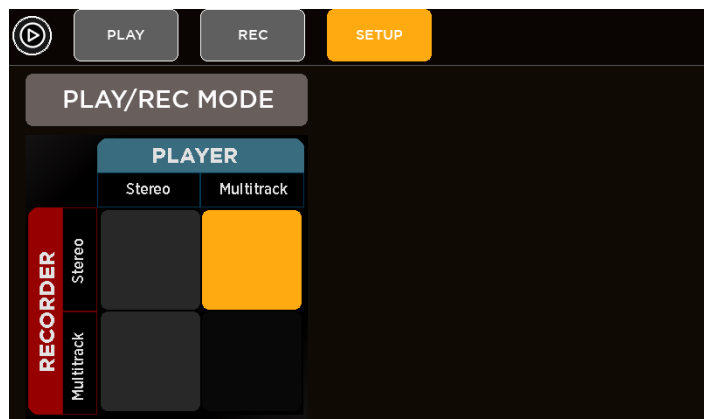 PLAY
REC
SETUP
PLAY/REC MODE
PLAYER
Stereo
Multitrack
RECORDER
Stereo
Multitrack